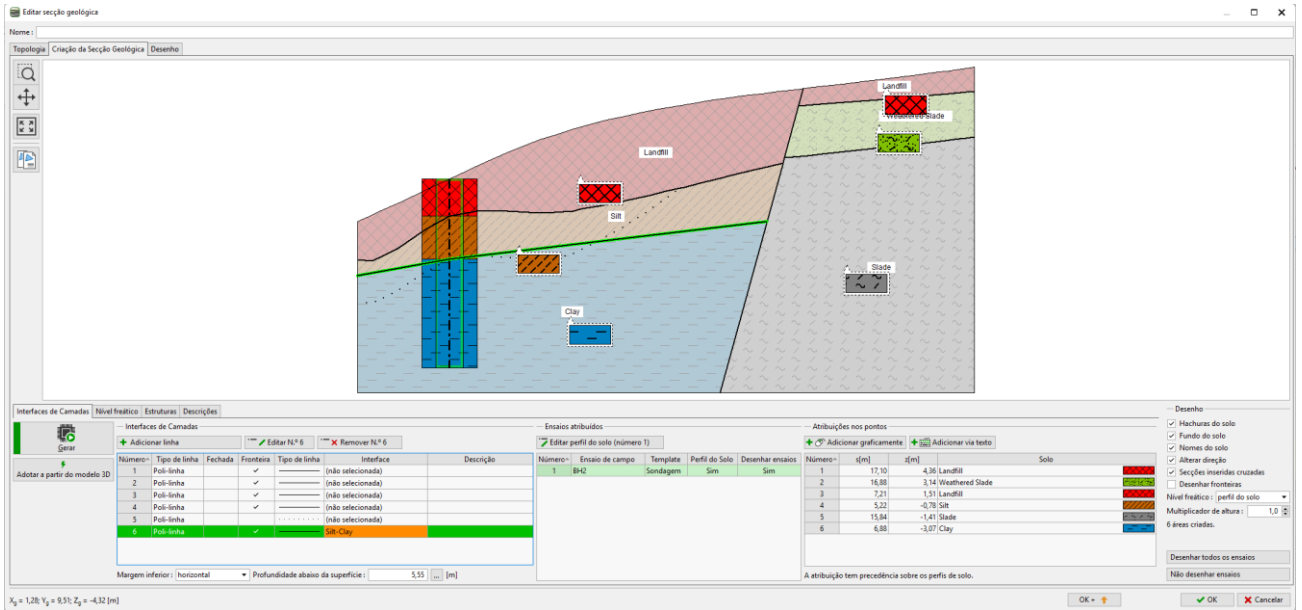 Editar secção geológica
Nome :
Topologia Criação da Secção Geológica Desenho
Landfill
Weathered Slade
Landfill
Silt
Slade
Clay
Interfaces de Camadas Nível freático Estruturas Descrições
Gerar
Adotar a partir do modelo 3D
Interfaces de Camadas
Adicionar linha Editar N.º 6 Remover N.º 6
Número Tipo de linha Fechada Fronteira Tipo de linha Interface Descrição
1 Poli-linha (não selecionada)
2 Poli-linha (não selecionada)
3 Poli-linha (não selecionada)
4 Poli-linha (não selecionada)
5 Poli-linha (não selecionada)
6 Poli-linha Silt-Clay
Margem inferior : horizontal Profundidade abaixo da superfície : 5,55 ... [m]
Ensaios atribuídos
Editar perfil do solo (número 1)
Número Ensaio de campo Template Perfil do Solo Desenhar ensaios
1 BH2 Sondagem Sim Sim
Atribuições nos pontos
Adicionar graficamente Adicionar via texto
Número s[m] z[m] Solo
1 17,10 4,36 Landfill
2 16,88 3,14 Weathered Slade
3 7,21 1,51 Landfill
4 5,22 -0,78 Silt
5 15,84 -1,41 Slade
6 6,88 -3,07 Clay
A atribuição tem precedência sobre os perfis de solo.
Desenho
Hachuras do solo
Fundo do solo
Nomes do solo
Alterar direção
Secções inseridas cruzadas
Desenhar fronteiras
Nível freático : perfil do solo
Multiplicador de altura : 1,0
6 áreas criadas.
Desenhar todos os ensaios
Não desenhar ensaios
Xg = 1,28; Yg = 9,51; Zg = -4,32 [m]
OK + OK Cancelar